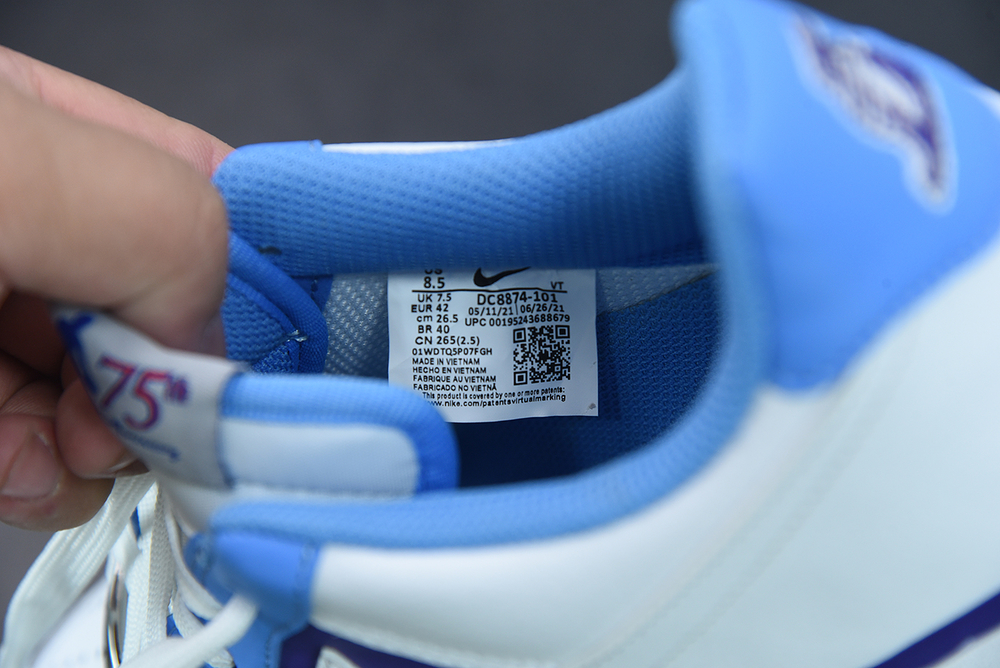 US
8.5
VT
UK 7.5
DC8874-101
EUR 42
05/11/21
06/26/21
cm 26.5
UPC 00195243688679
BR 40
CN 265(2.5)
01WDTQ5P07FGH
MADE IN VIETNAM
HECHO EN VIETNAM
FABRIQUE AU VIETNAM
FABRICADO NO VIETNÃ
This product is covered by one or more patents:
www.nike.com/patentsvirtualmarking
75th